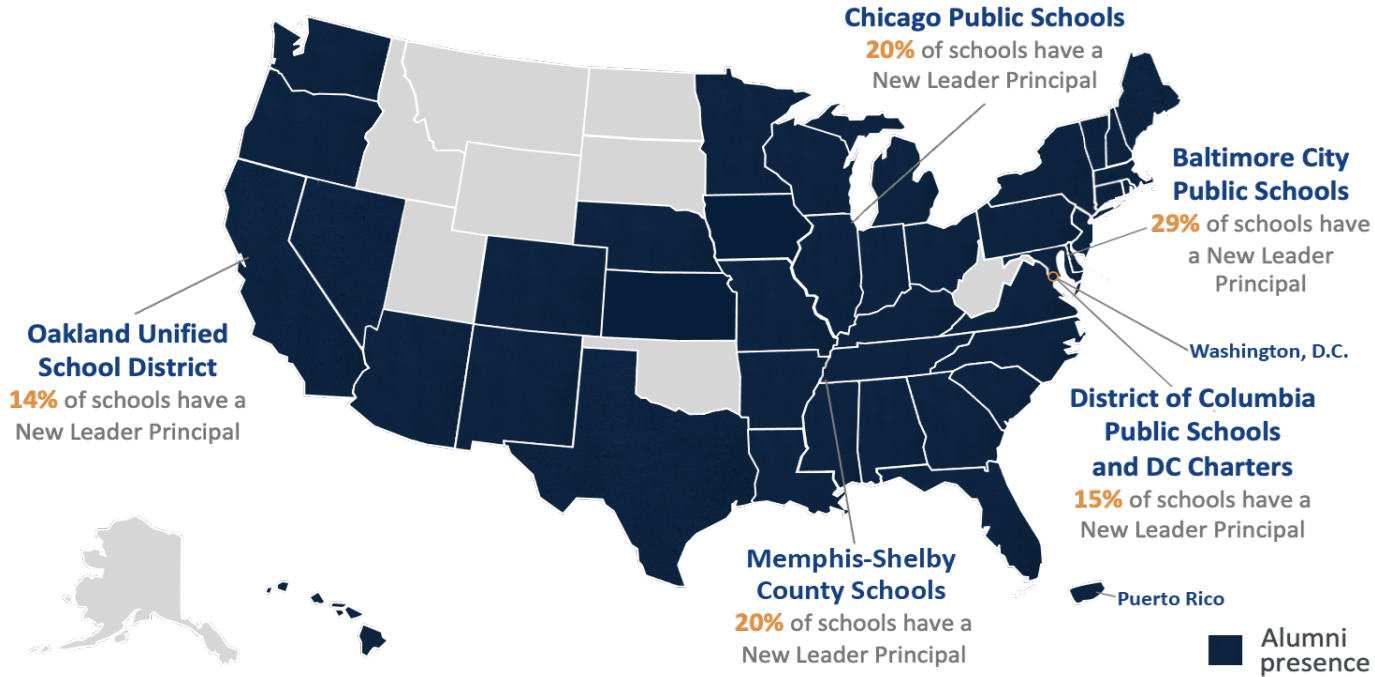 Chicago Public Schools
20% of schools have a
New Leader Principal
Baltimore City
Public Schools
29% of schools have
a New Leader
Principal
Oakland Unified
School District
14% of schools have a
New Leader Principal
Washington, D.C.
District of Columbia
Public Schools
and DC Charters
15% of schools have a
New Leader Principal
Memphis-Shelby
County Schools
20% of schools have a
New Leader Principal
Puerto Rico
Alumni
presence